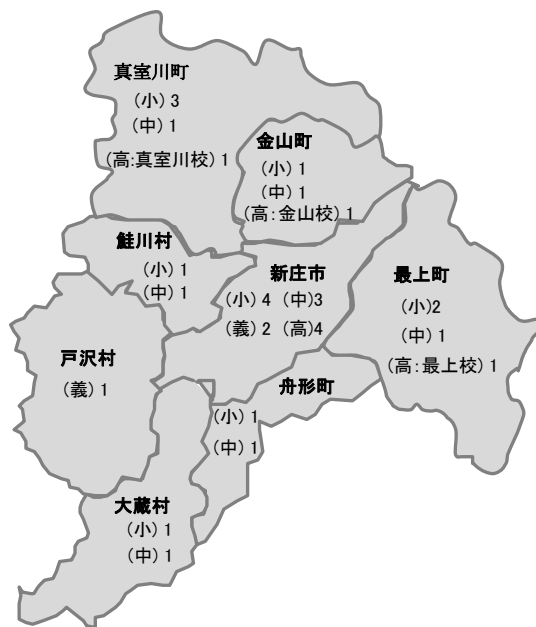 真室川町
(小) 3
(中) 1
(高:真室川校) 1
金山町
(小) 1
(中) 1
(高:金山校) 1
鮭川村
(小) 1
(中) 1
新庄市
(小) 4 (中)3
(義) 2 (高)4
最上町
(小)2
(中) 1
(高:最上校) 1
戸沢村
(義) 1
舟形町
(小) 1
(中) 1
大蔵村
(小) 1
(中) 1